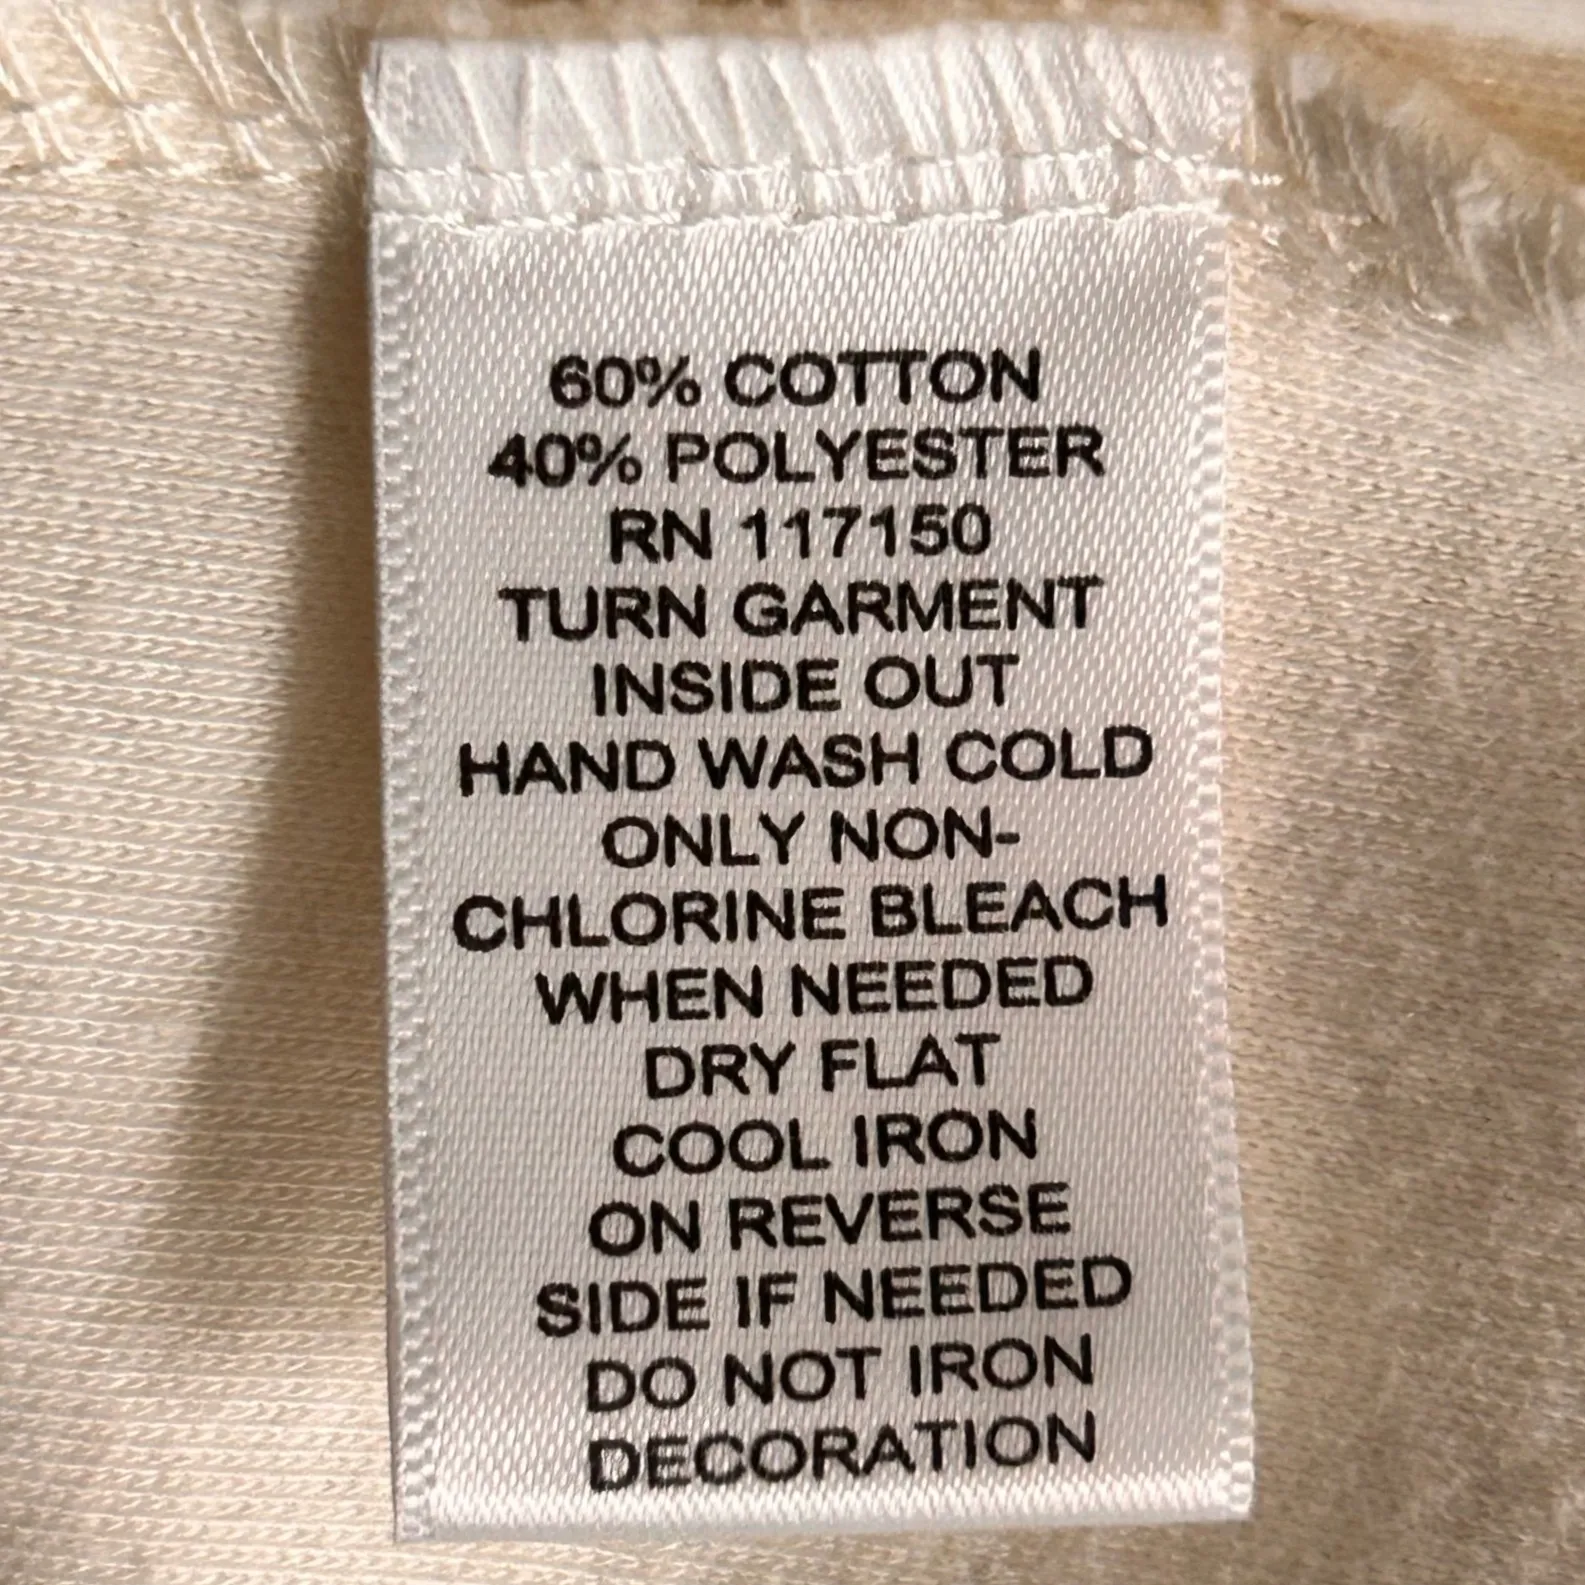 60% COTTON
40% POLYESTER
RN 117150
TURN GARMENT
INSIDE OUT
HAND WASH COLD
ONLY NON-
CHLORINE BLEACH
WHEN NEEDED
DRY FLAT
COOL IRON
ON REVERSE
SIDE IF NEEDED
DO NOT IRON
DECORATION